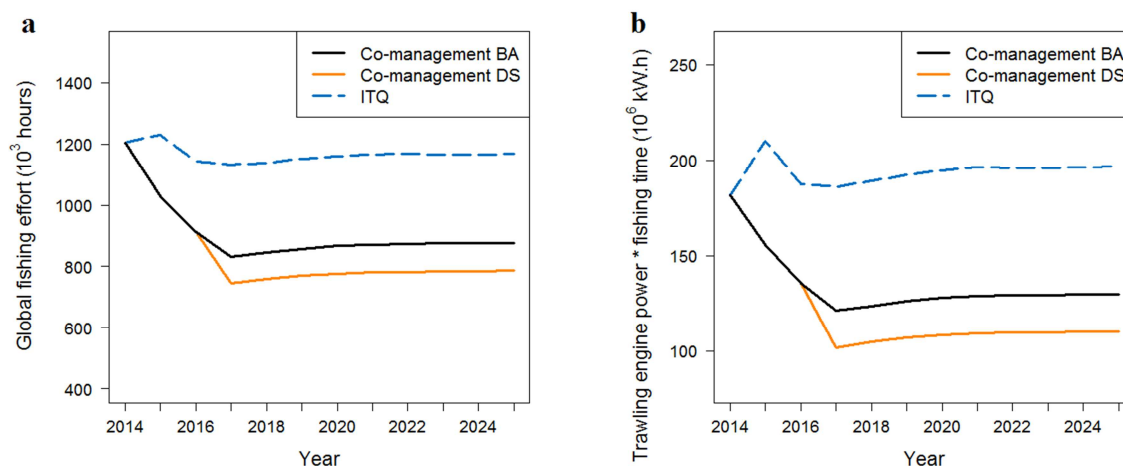 a
Global fishing effort (10³ hours)
1400
1200
1000
800
600
400
Co-management BA
Co-management DS
ITQ
2014 2016 2018 2020 2022 2024
Year
b
Trawling engine power * fishing time (10⁶ kW.h)
250
200
150
100
Co-management BA
Co-management DS
ITQ
2014 2016 2018 2020 2022 2024
Year